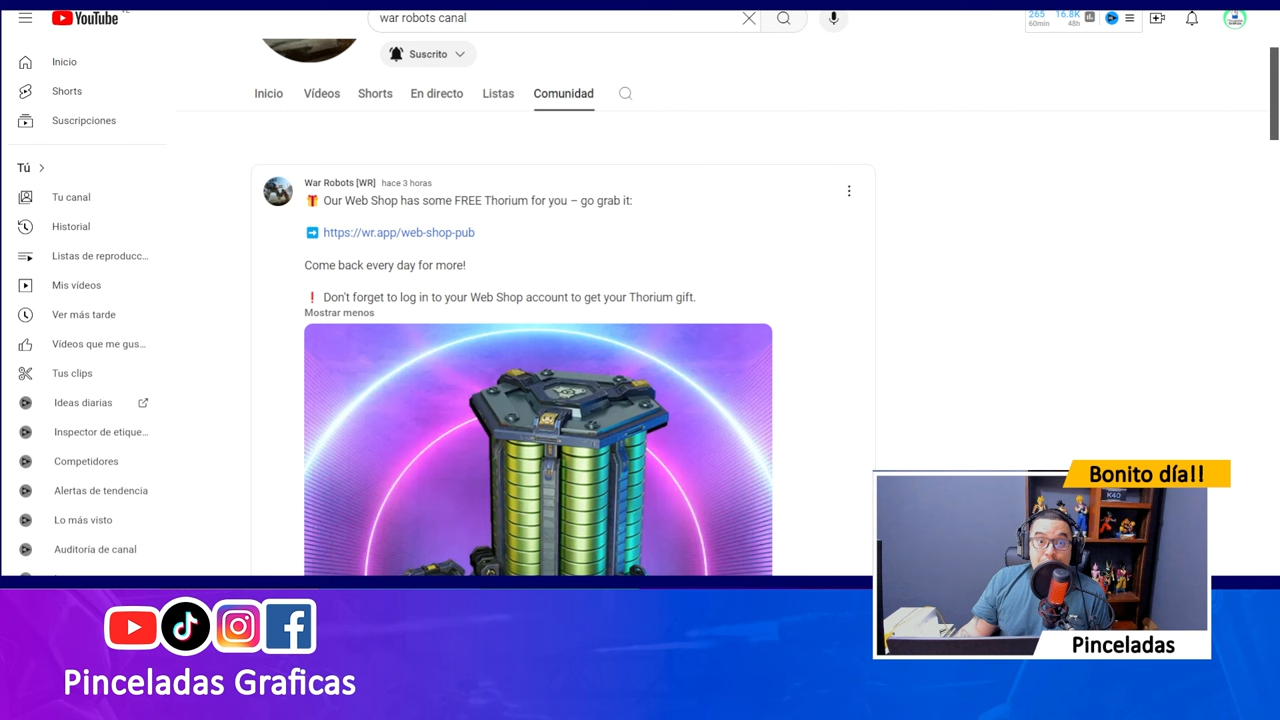 YouTube
war robots canal
265
60min
16.8K
48h
Suscrito
Inicio
Vídeos
Shorts
En directo
Listas
Comunidad
Inicio
Shorts
Suscripciones
Tú
Tu canal
Historial
Listas de reproducc...
Mis vídeos
Ver más tarde
Vídeos que me gus...
Tus clips
Ideas diarias
Inspector de etique...
Competidores
Alertas de tendencia
Lo más visto
Auditoría de canal
War Robots [WR] hace 3 horas
Our Web Shop has some FREE Thorium for you – go grab it:
https://wr.app/web-shop-pub
Come back every day for more!
Don't forget to log in to your Web Shop account to get your Thorium gift.
Mostrar menos
Bonito día!!
K40
Pinceladas
Pinceladas Graficas